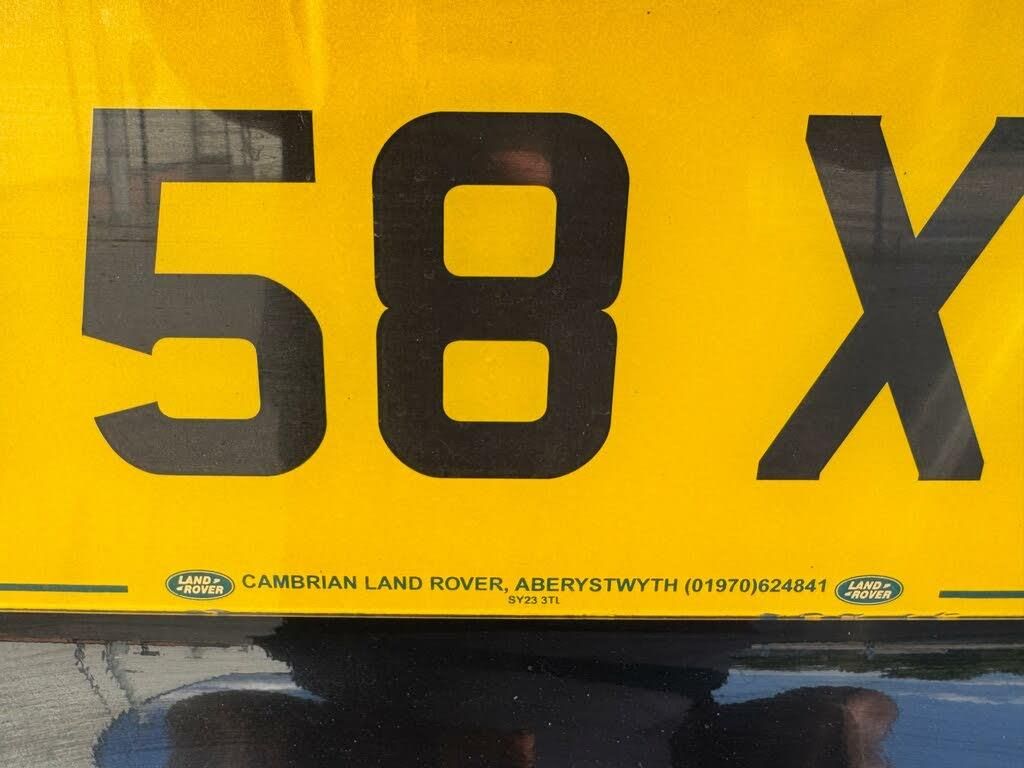 58 X
LAND ROVER CAMBRIAN LAND ROVER, ABERYSTWYTH (01970)624841 LAND ROVER
SY23 3TL